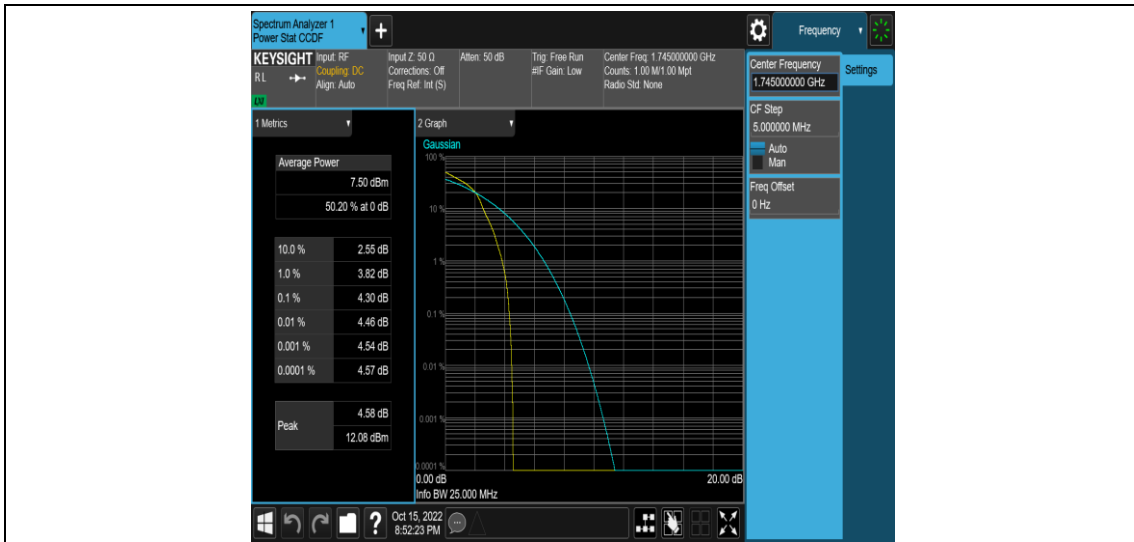 Spectrum Analyzer 1
Power Stat CCDF
Frequency
KEYSIGHT
RL
LXI
Input: RF
Coupling: DC
Align: Auto
Input Z: 50 Ω
Corrections: Off
Freq Ref: Int (S)
Atten: 50 dB
Trig: Free Run
#IF Gain: Low
Center Freq: 1.745000000 GHz
Counts: 1.00 M/1.00 Mpt
Radio Std: None
Center Frequency
1.745000000 GHz
Settings
CF Step
5.000000 MHz
Auto
Man
Freq Offset
0 Hz
1 Metrics
Average Power
7.50 dBm
50.20 % at 0 dB
10.0 % 2.55 dB
1.0 % 3.82 dB
0.1 % 4.30 dB
0.01 % 4.46 dB
0.001 % 4.54 dB
0.0001 % 4.57 dB
Peak
4.58 dB
12.08 dBm
2 Graph
Gaussian
100 %
10 %
1 %
0.1 %
0.01 %
0.001 %
0.0001 %
0.00 dB 20.00 dB
Info BW 25.000 MHz
?
Oct 15, 2022
8:52:23 PM